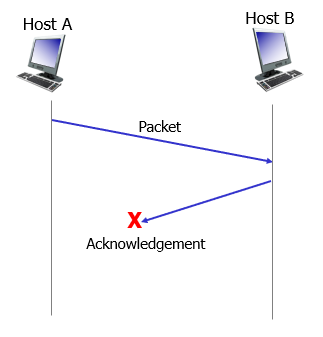 Host A
Host B
Packet
X
Acknowledgement